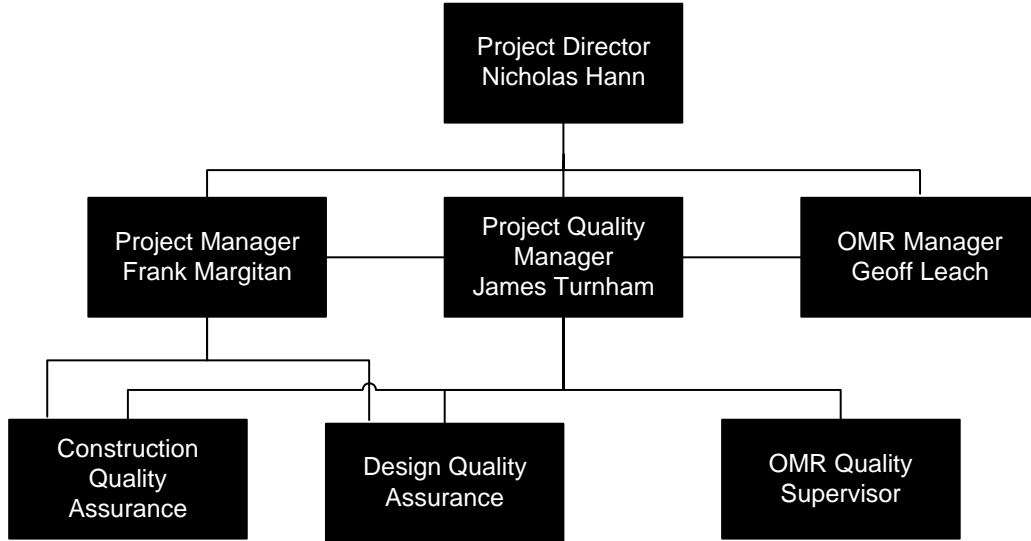 Project Director
Nicholas Hann
Project Manager
Frank Margitan
Project Quality
Manager
James Turnham
OMR Manager
Geoff Leach
Construction
Quality
Assurance
Design Quality
Assurance
OMR Quality
Supervisor